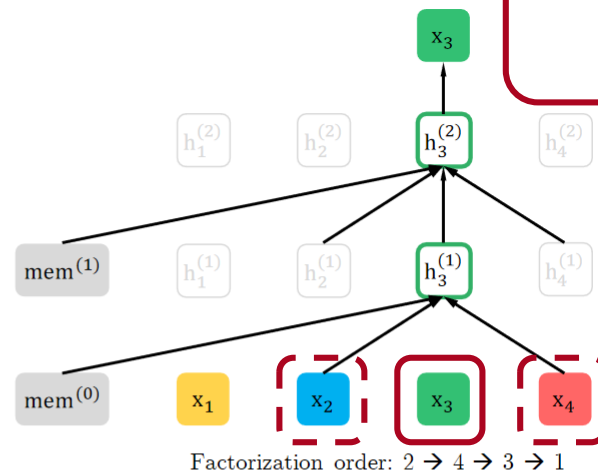 x₃
h₁⁽²⁾ h₂⁽²⁾ h₃⁽²⁾ h₄⁽²⁾
mem⁽¹⁾ h₁⁽¹⁾ h₂⁽¹⁾ h₃⁽¹⁾ h₄⁽¹⁾
mem⁽⁰⁾ x₁ x₂ x₃ x₄
Factorization order: 2 → 4 → 3 → 1